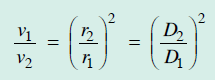 v₁/v₂ = (r₂/r₁)² = (D₂/D₁)²